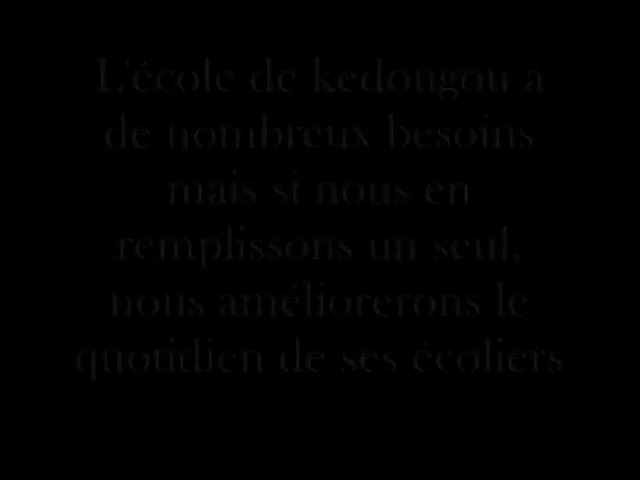 L'école de kedougou a
de nombreux besoins
mais si nous en
remplissons un seul,
nous améliorerons le
quotidien de ses écoliers